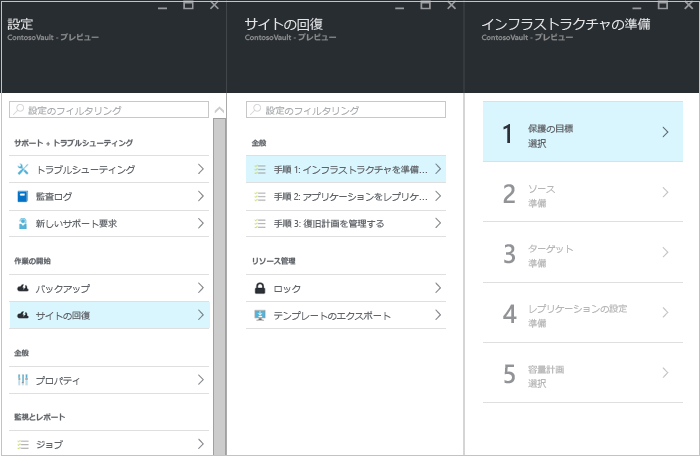 設定
ContosoVault - プレビュー
設定のフィルタリング
サポート + トラブルシューティング
トラブルシューティング
監査ログ
新しいサポート要求
作業の開始
バックアップ
サイトの回復
全般
プロパティ
監視とレポート
ジョブ
サイトの回復
ContosoVault - プレビュー
設定のフィルタリング
全般
手順 1: インフラストラクチャを準備...
手順 2: アプリケーションをレプリケ...
手順 3: 復旧計画を管理する
リソース管理
ロック
テンプレートのエクスポート
インフラストラクチャの準備
ContosoVault - プレビュー
1 保護の目標
選択
2 ソース
準備
3 ターゲット
準備
4 レプリケーションの設定
準備
5 容量計画
選択